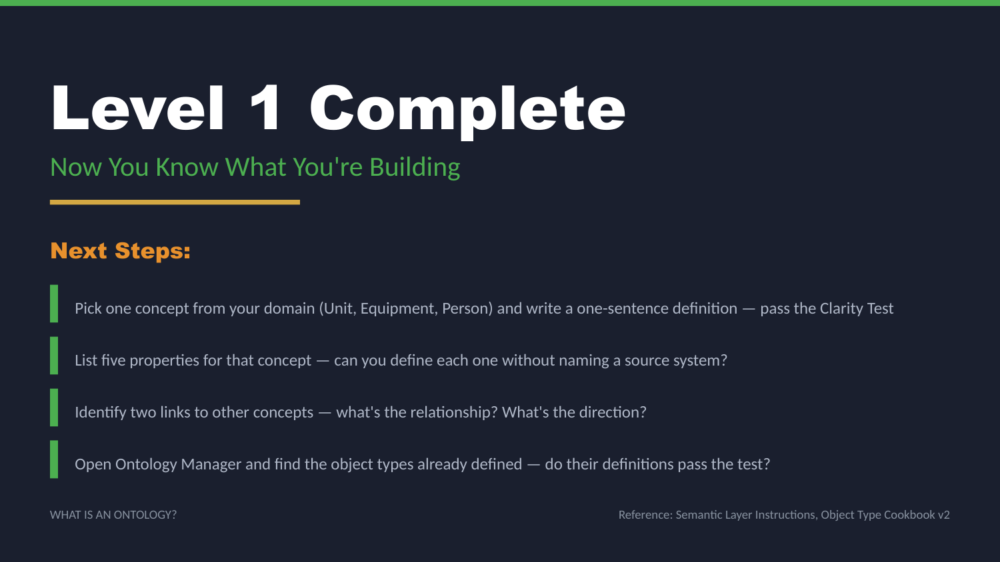 Level 1 Complete
Now You Know What You're Building
Next Steps:
Pick one concept from your domain (Unit, Equipment, Person) and write a one-sentence definition — pass the Clarity Test
List five properties for that concept — can you define each one without naming a source system?
Identify two links to other concepts — what's the relationship? What's the direction?
Open Ontology Manager and find the object types already defined — do their definitions pass the test?
WHAT IS AN ONTOLOGY?
Reference: Semantic Layer Instructions, Object Type Cookbook v2